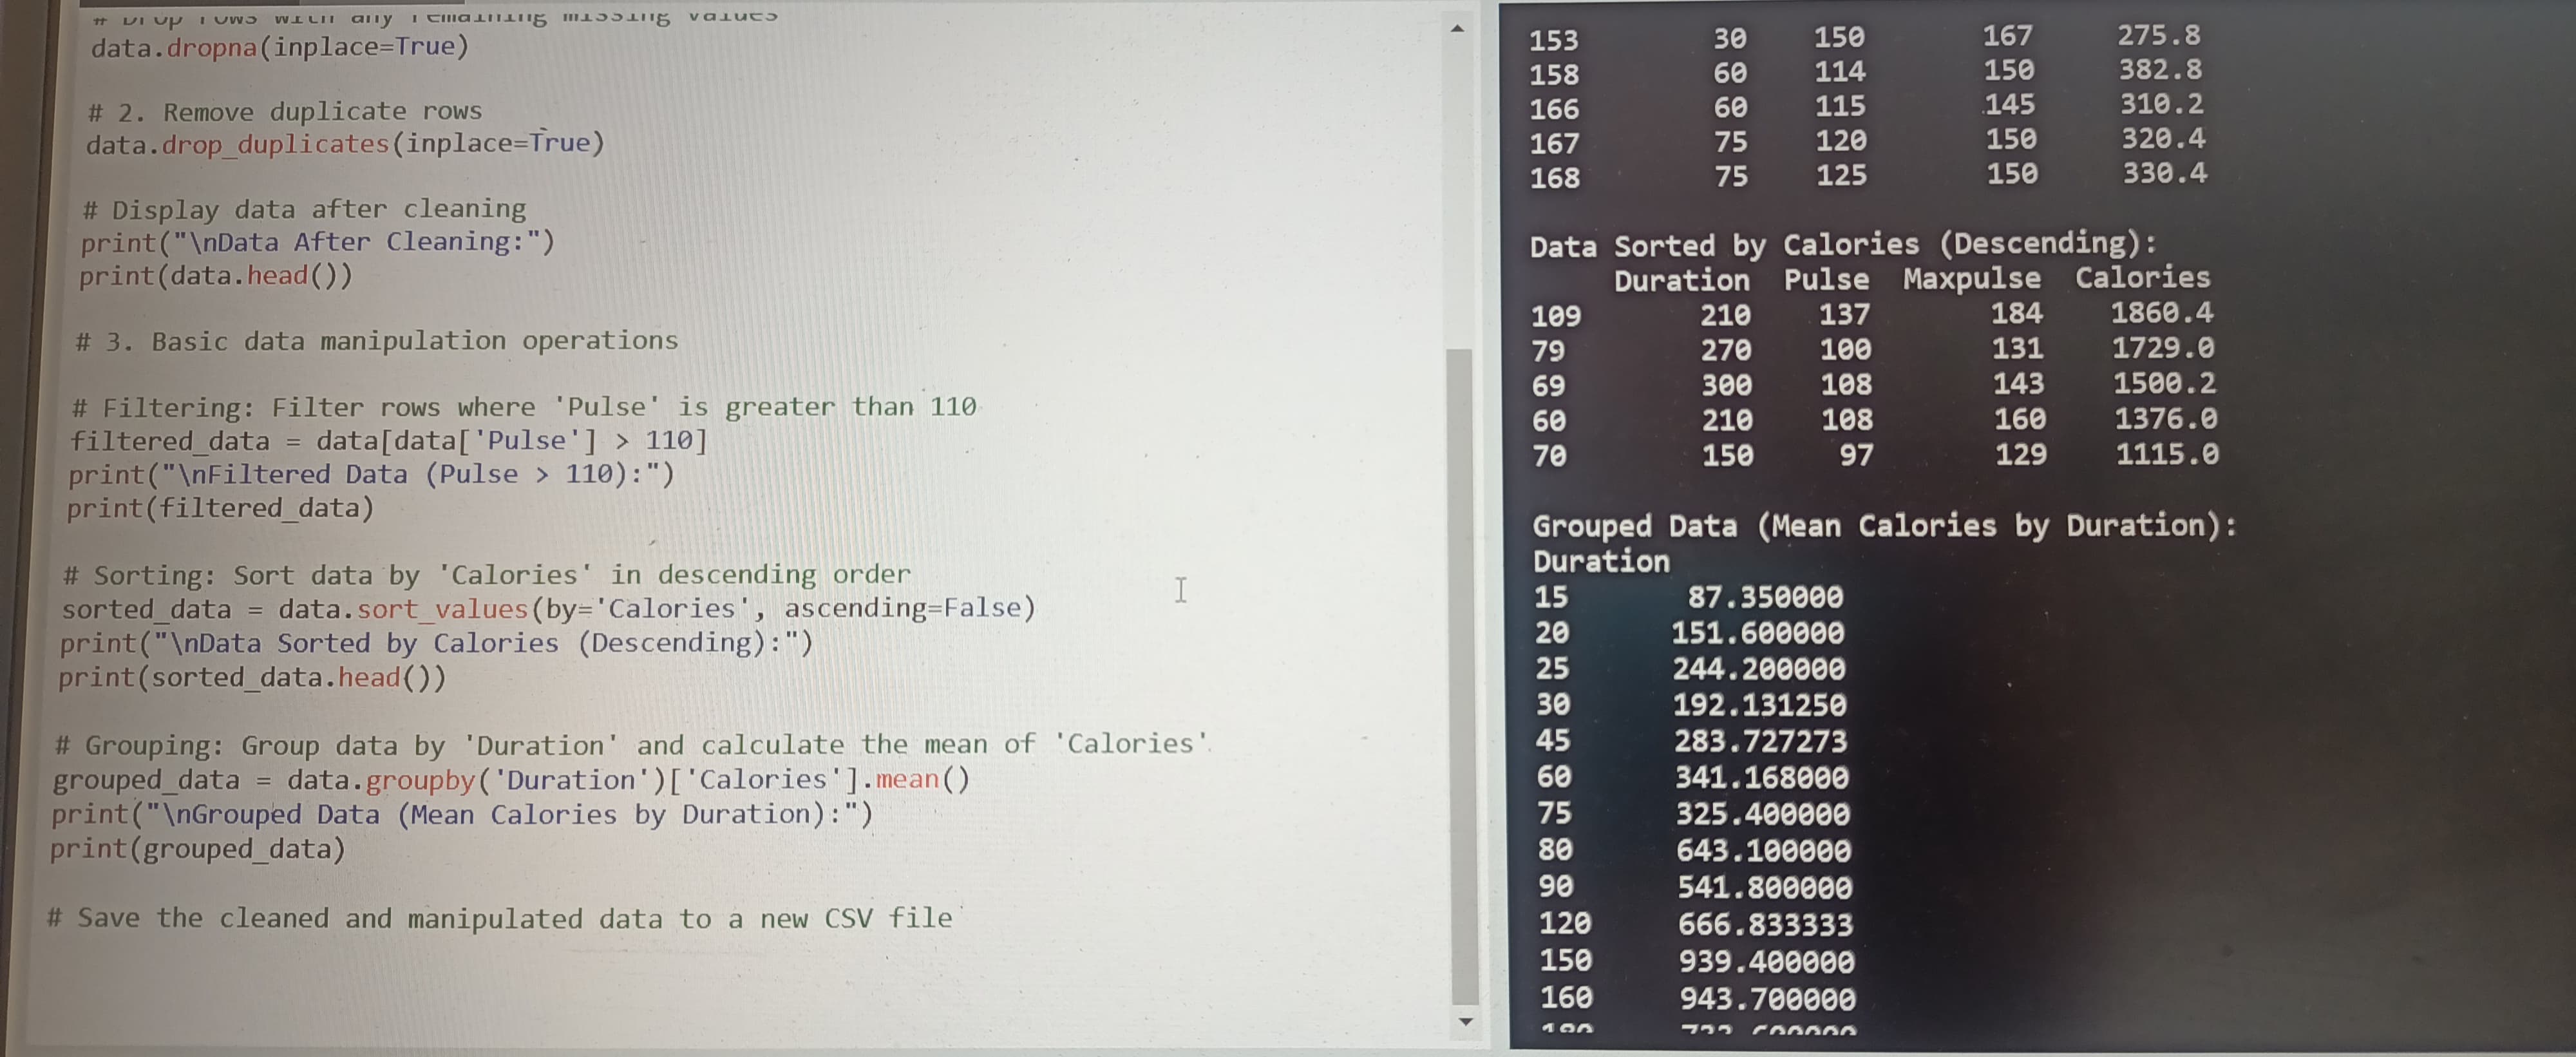 # Drop rows with any remaining missing values
data.dropna(inplace=True)
# 2. Remove duplicate rows
data.drop_duplicates(inplace=True)
# Display data after cleaning
print("\nData After Cleaning:")
print(data.head())
# 3. Basic data manipulation operations
# Filtering: Filter rows where 'Pulse' is greater than 110
filtered_data = data[data['Pulse'] > 110]
print("\nFiltered Data (Pulse > 110):")
print(filtered_data)
# Sorting: Sort data by 'Calories' in descending order
sorted_data = data.sort_values(by='Calories', ascending=False)
print("\nData Sorted by Calories (Descending):")
print(sorted_data.head())
# Grouping: Group data by 'Duration' and calculate the mean of 'Calories'
grouped_data = data.groupby('Duration')['Calories'].mean()
print("\nGrouped Data (Mean Calories by Duration):")
print(grouped_data)
# Save the cleaned and manipulated data to a new CSV file
153 30 150 167 275.8
158 60 114 150 382.8
166 60 115 145 310.2
167 75 120 150 320.4
168 75 125 150 330.4
Data Sorted by Calories (Descending):
Duration Pulse Maxpulse Calories
109 210 137 184 1860.4
79 270 100 131 1729.0
69 300 108 143 1500.2
60 210 108 160 1376.0
70 150 97 129 1115.0
Grouped Data (Mean Calories by Duration):
Duration
15 87.350000
20 151.600000
25 244.200000
30 192.131250
45 283.727273
60 341.168000
75 325.400000
80 643.100000
90 541.800000
120 666.833333
150 939.400000
160 943.700000